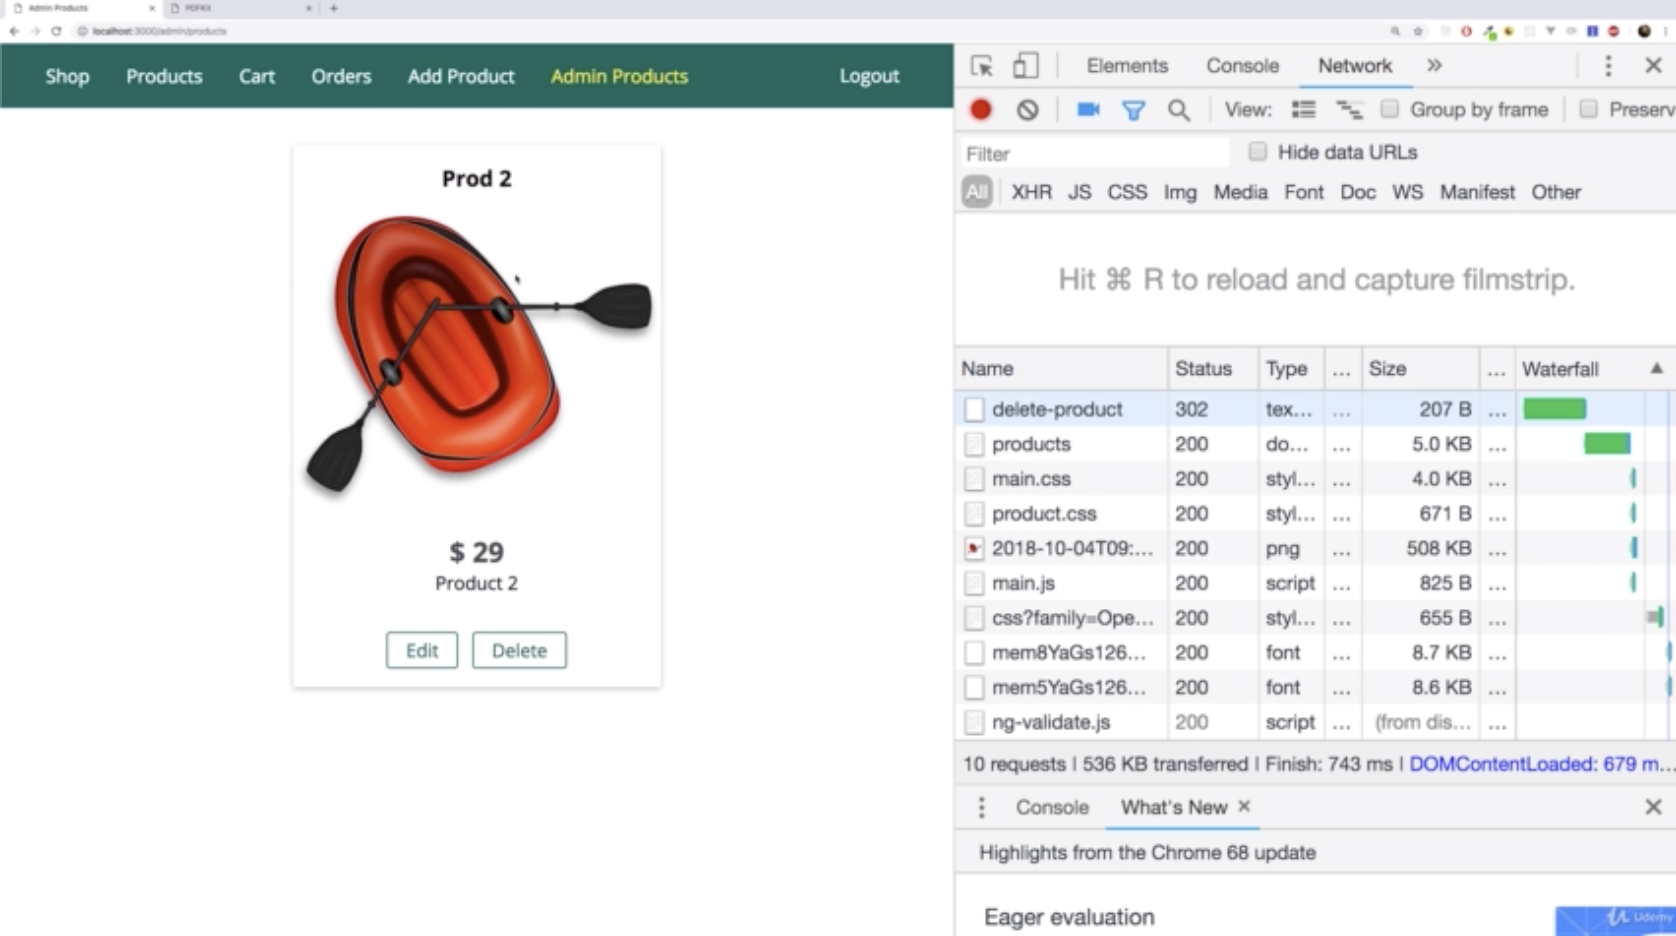 Admin Products × PDFKit × +
localhost:3000/admin/products
Shop Products Cart Orders Add Product Admin Products Logout
Prod 2
$ 29
Product 2
Edit Delete
Elements Console Network »
View: Group by frame Preserv
Filter Hide data URLs
All XHR JS CSS Img Media Font Doc WS Manifest Other
Hit ⌘ R to reload and capture filmstrip.
Name Status Type ... Size ... Waterfall ▲
delete-product 302 tex... ... 207 B ...
products 200 do... ... 5.0 KB ...
main.css 200 styl... ... 4.0 KB ...
product.css 200 styl... ... 671 B ...
2018-10-04T09:... 200 png ... 508 KB ...
main.js 200 script ... 825 B ...
css?family=Ope... 200 styl... ... 655 B ...
mem8YaGs126... 200 font ... 8.7 KB ...
mem5YaGs126... 200 font ... 8.6 KB ...
ng-validate.js 200 script ... (from dis... ...
10 requests | 536 KB transferred | Finish: 743 ms | DOMContentLoaded: 679 m...
Console What's New ×
Highlights from the Chrome 68 update
Eager evaluation
Udemy